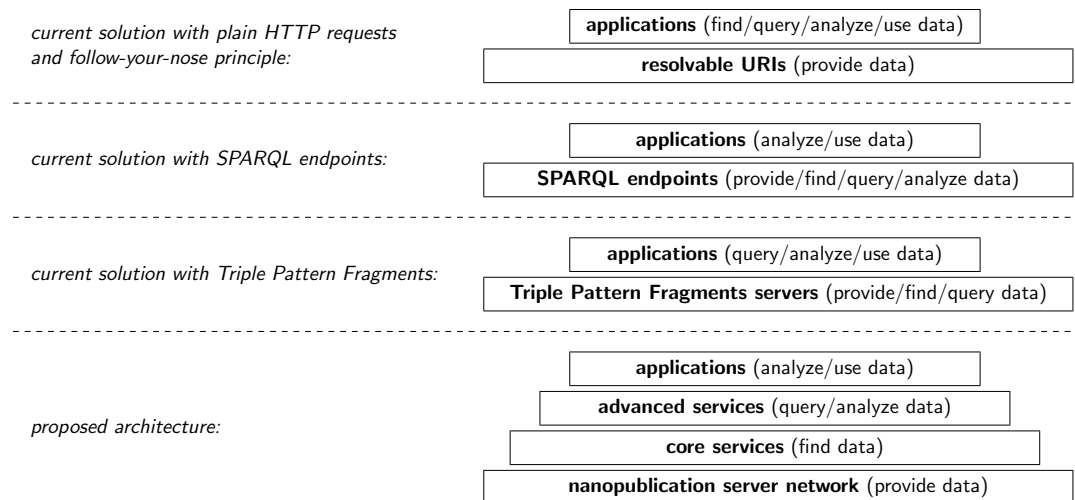 current solution with plain HTTP requests
and follow-your-nose principle:
applications (find/query/analyze/use data)
resolvable URIs (provide data)
current solution with SPARQL endpoints:
applications (analyze/use data)
SPARQL endpoints (provide/find/query/analyze data)
current solution with Triple Pattern Fragments:
applications (query/analyze/use data)
Triple Pattern Fragments servers (provide/find/query data)
proposed architecture:
applications (analyze/use data)
advanced services (query/analyze data)
core services (find data)
nanopublication server network (provide data)